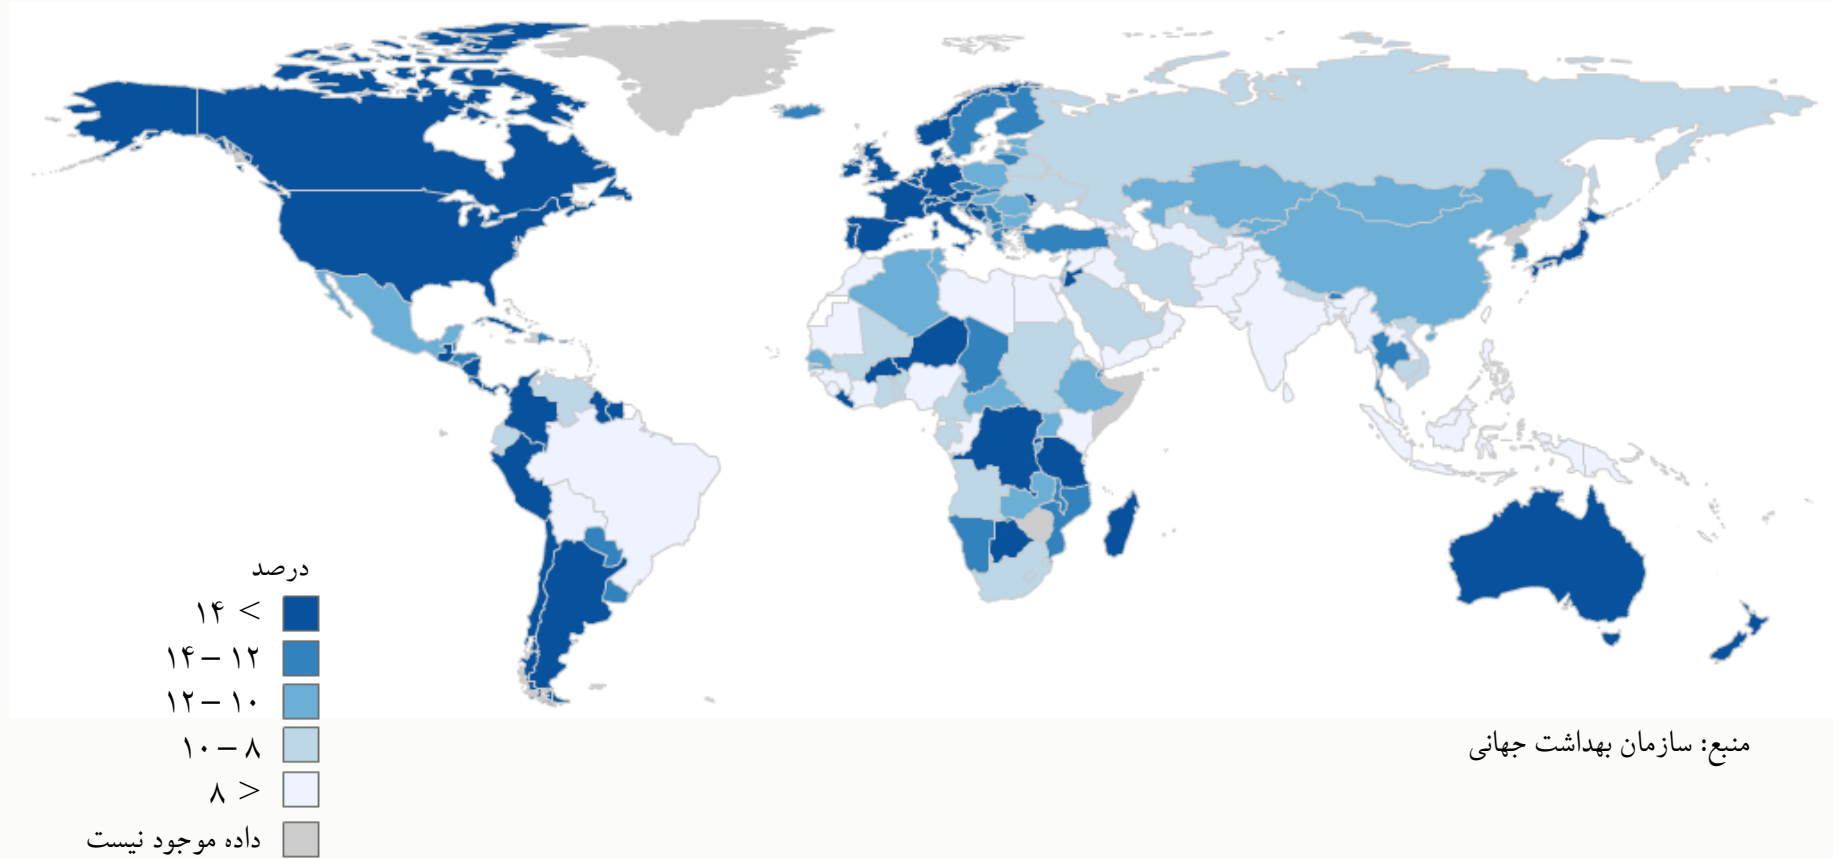 درصد
> ۱۴
۱۲ – ۱۴
۱۰ – ۱۲
۸ – ۱۰
< ۸
داده موجود نیست
منبع: سازمان بهداشت جهانی